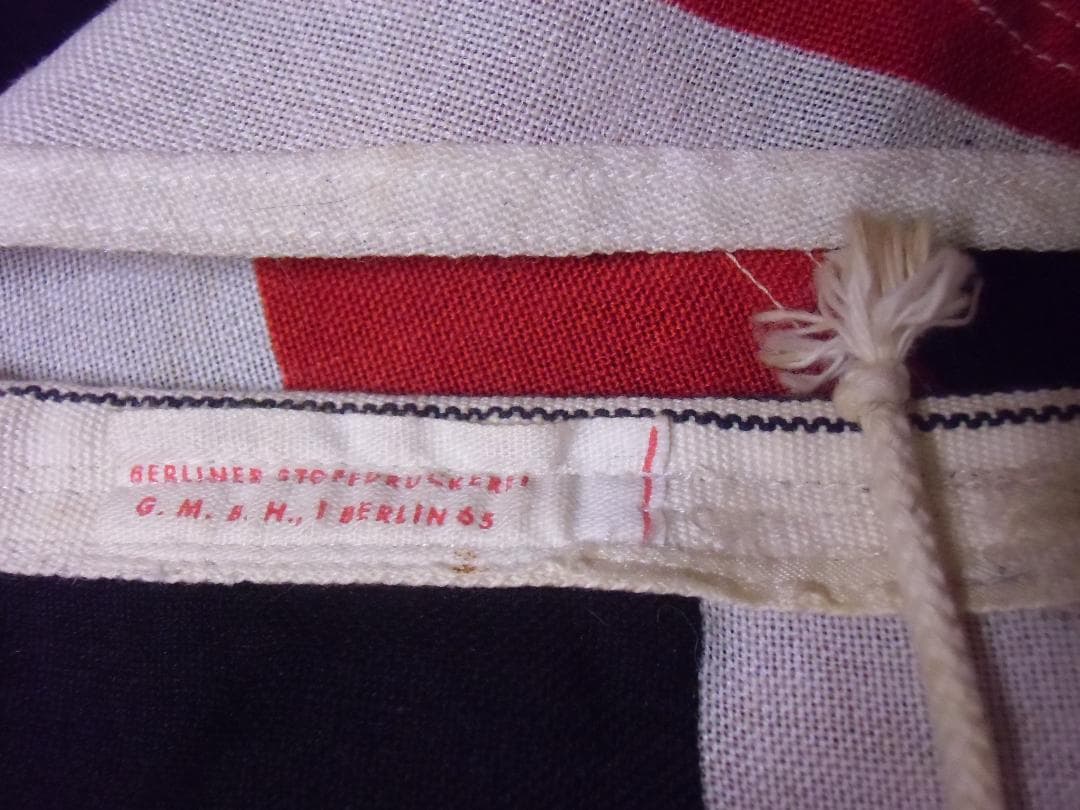 BERLINER STOFFDRUCKEREI
G. M. B. H., 1 BERLIN 65